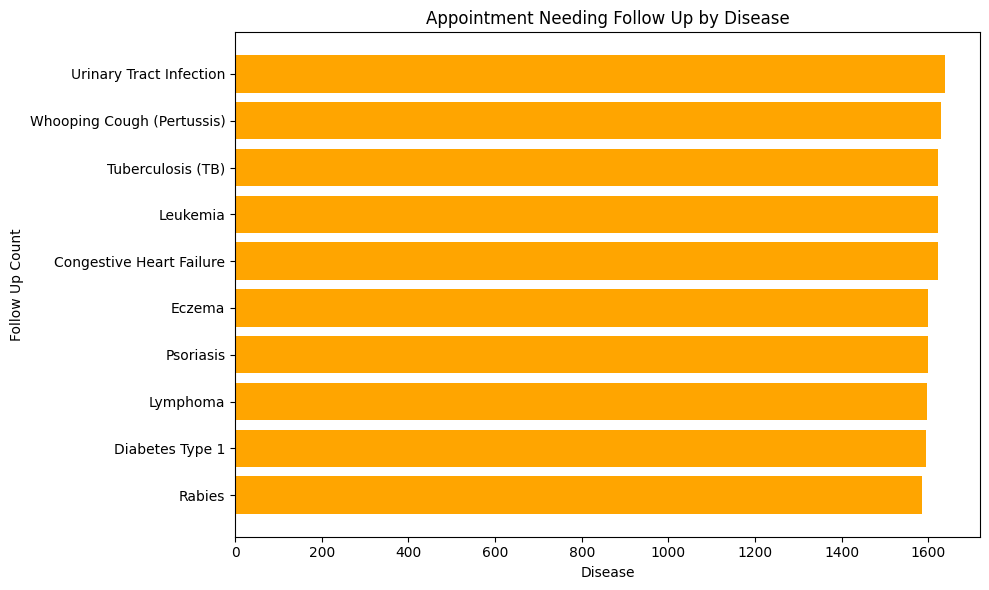 Appointment Needing Follow Up by Disease
Follow Up Count
Urinary Tract Infection
Whooping Cough (Pertussis)
Tuberculosis (TB)
Leukemia
Congestive Heart Failure
Eczema
Psoriasis
Lymphoma
Diabetes Type 1
Rabies
0 200 400 600 800 1000 1200 1400 1600
Disease